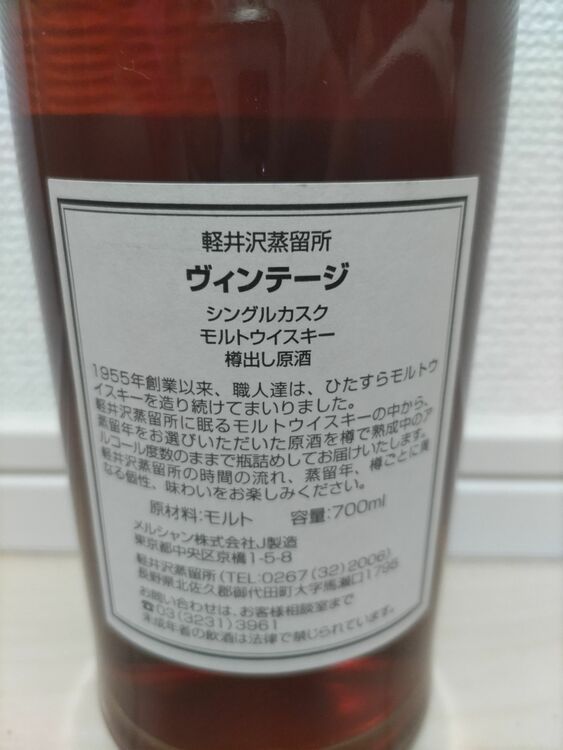 軽井沢蒸留所
ヴィンテージ
シングルカスク
モルトウイスキー
樽出し原酒
1955年創業以来、職人達は、ひたすらモルトウ
イスキーを造り続けてまいりました。
軽井沢蒸留所に眠るモルトウイスキーの中から、
蒸留年をお選びいただいた原酒を樽で熟成中のア
ルコール度数のままで瓶詰めしてお届けいたします。
軽井沢蒸留所の時間の流れ、蒸留年、樽ごとに異
なる個性、味わいをお楽しみください。
原材料:モルト 容量:700ml
メルシャン株式会社J製造
東京都中央区京橋1-5-8
軽井沢蒸留所(TEL:0267(32)2006)
長野県北佐久郡御代田町大字馬瀬口1795
お問い合わせは、お客様相談室まで
☎03(3231)3961
未成年者の飲酒は法律で禁じられています。